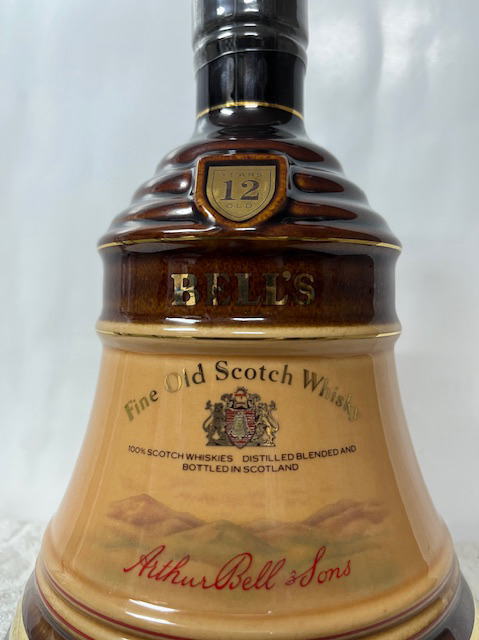 YEARS
12
OLD
BELL'S
Fine Old Scotch Whisky
100% SCOTCH WHISKIES DISTILLED BLENDED AND
BOTTLED IN SCOTLAND
Arthur Bell & Sons